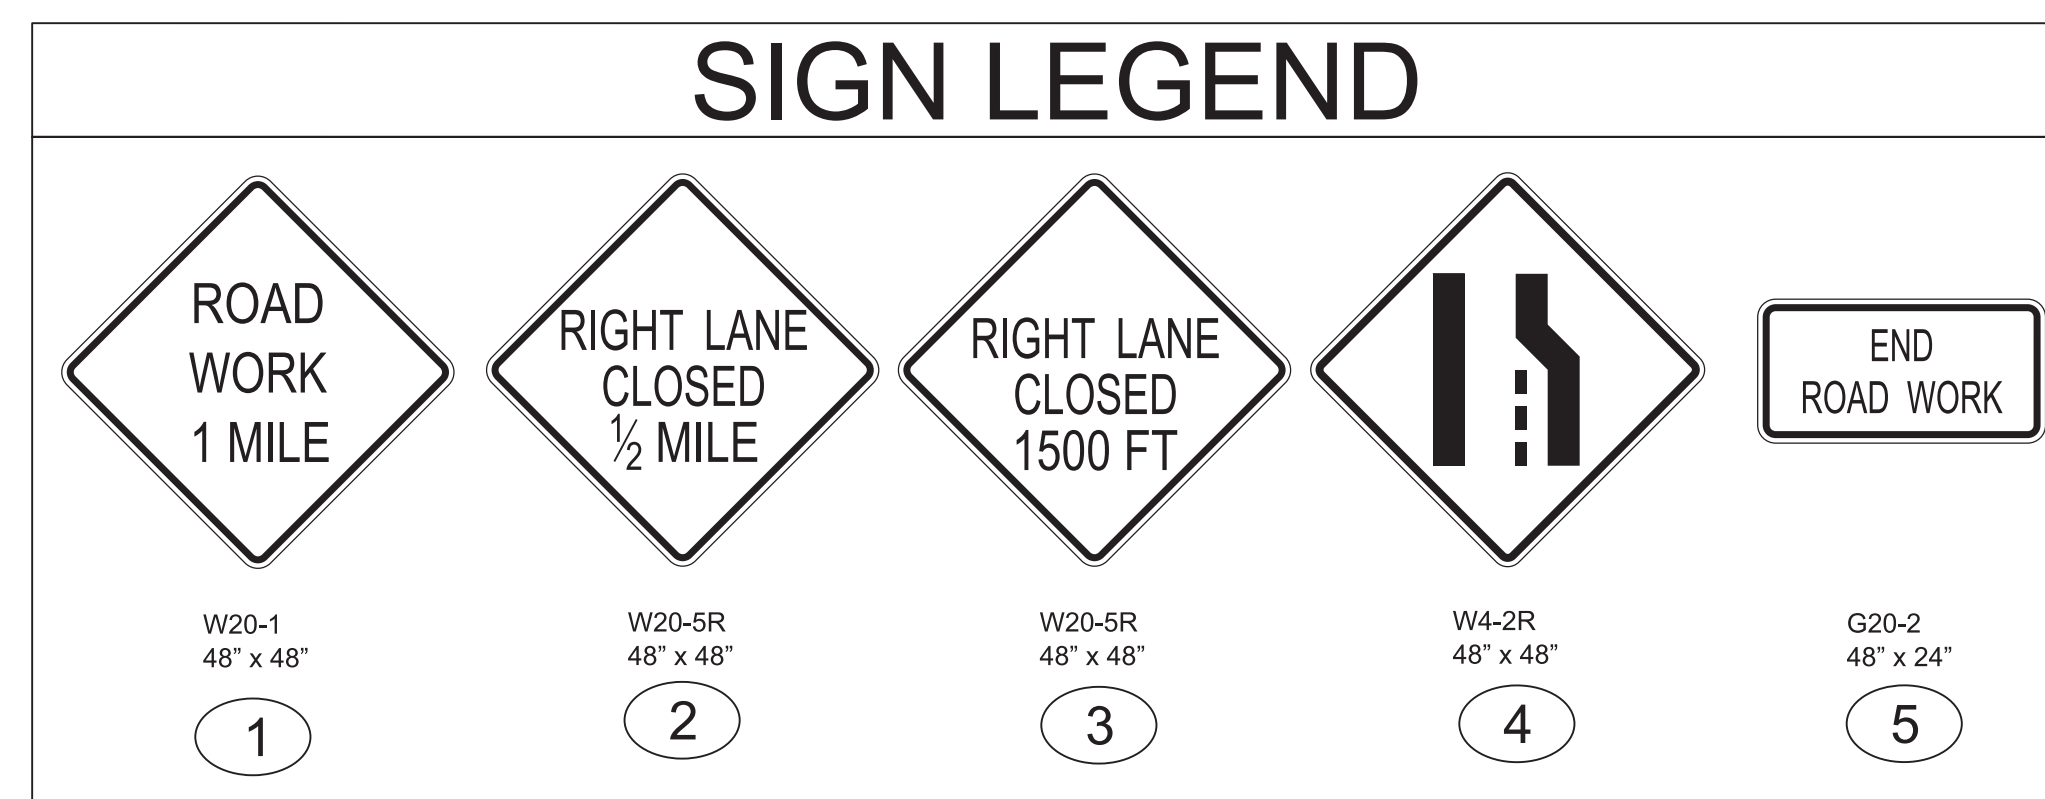 SIGN LEGEND
ROAD
WORK
1 MILE
W20-1
48” x 48”
1
RIGHT LANE
CLOSED
½ MILE
W20-5R
48” x 48”
2
RIGHT LANE
CLOSED
1500 FT
W20-5R
48” x 48”
3
W4-2R
48” x 48”
4
END
ROAD WORK
G20-2
48” x 24”
5